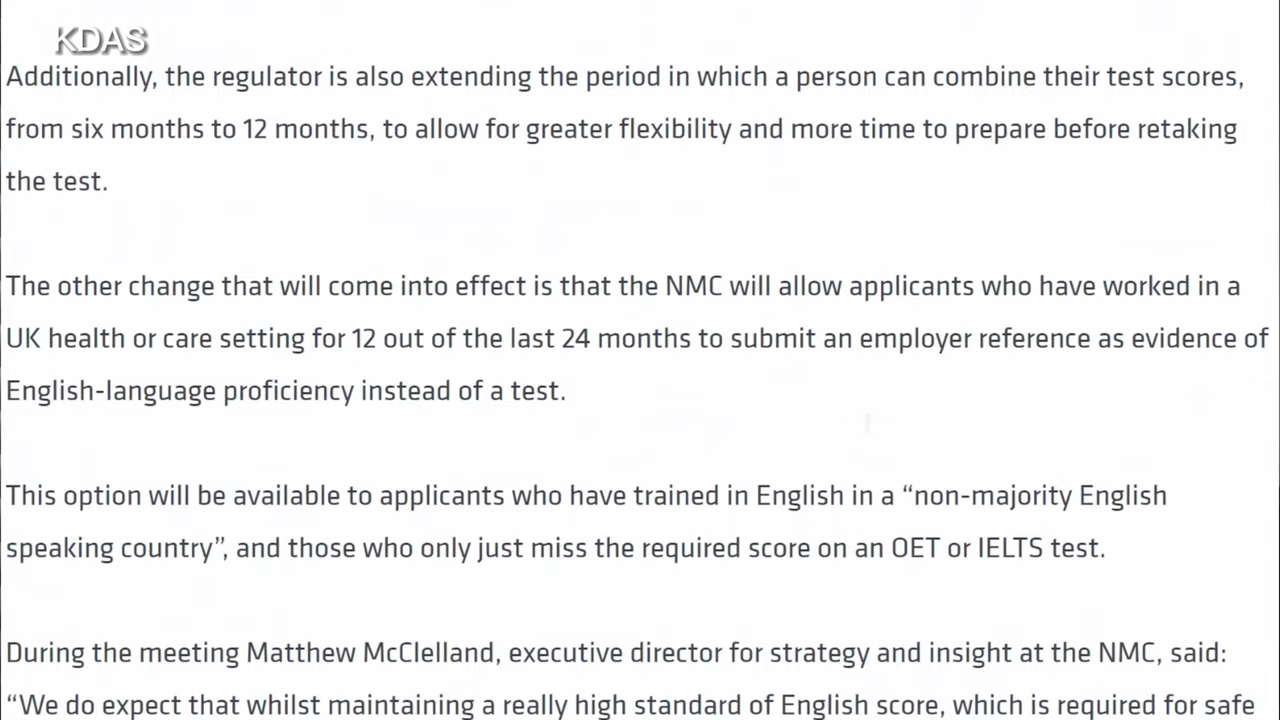 KDAS
Additionally, the regulator is also extending the period in which a person can combine their test scores,
from six months to 12 months, to allow for greater flexibility and more time to prepare before retaking
the test.
The other change that will come into effect is that the NMC will allow applicants who have worked in a
UK health or care setting for 12 out of the last 24 months to submit an employer reference as evidence of
English-language proficiency instead of a test.
This option will be available to applicants who have trained in English in a “non-majority English
speaking country”, and those who only just miss the required score on an OET or IELTS test.
During the meeting Matthew McClelland, executive director for strategy and insight at the NMC, said:
“We do expect that whilst maintaining a really high standard of English score, which is required for safe